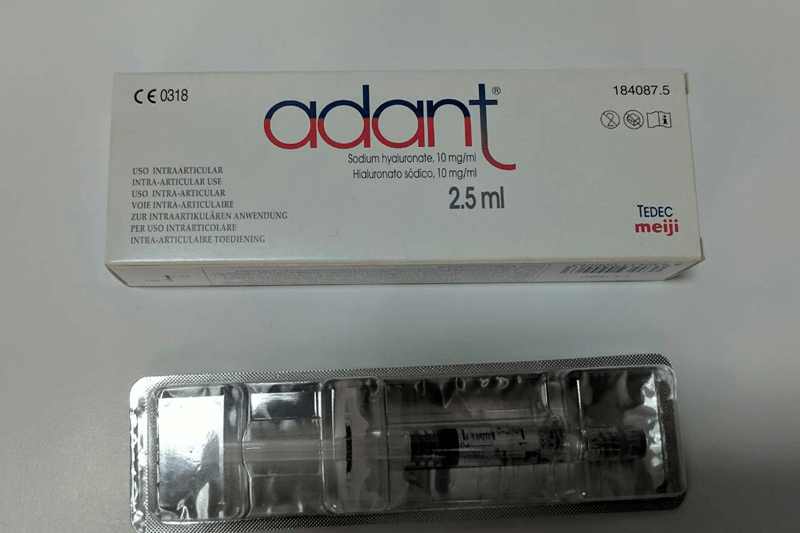 CE 0318
adant®
184087.5
Sodium hyaluronate, 10 mg/ml
Hialuronato sódico, 10 mg/ml
2.5 ml
USO INTRAARTICULAR
INTRA-ARTICULAR USE
USO INTRA-ARTICULAR
VOIE INTRA-ARTICULAIRE
ZUR INTRAARTIKULÄREN ANWENDUNG
PER USO INTRARTICOLARE
INTRA-ARTICULAIRE TOEDIENING
TEDEC
meiji